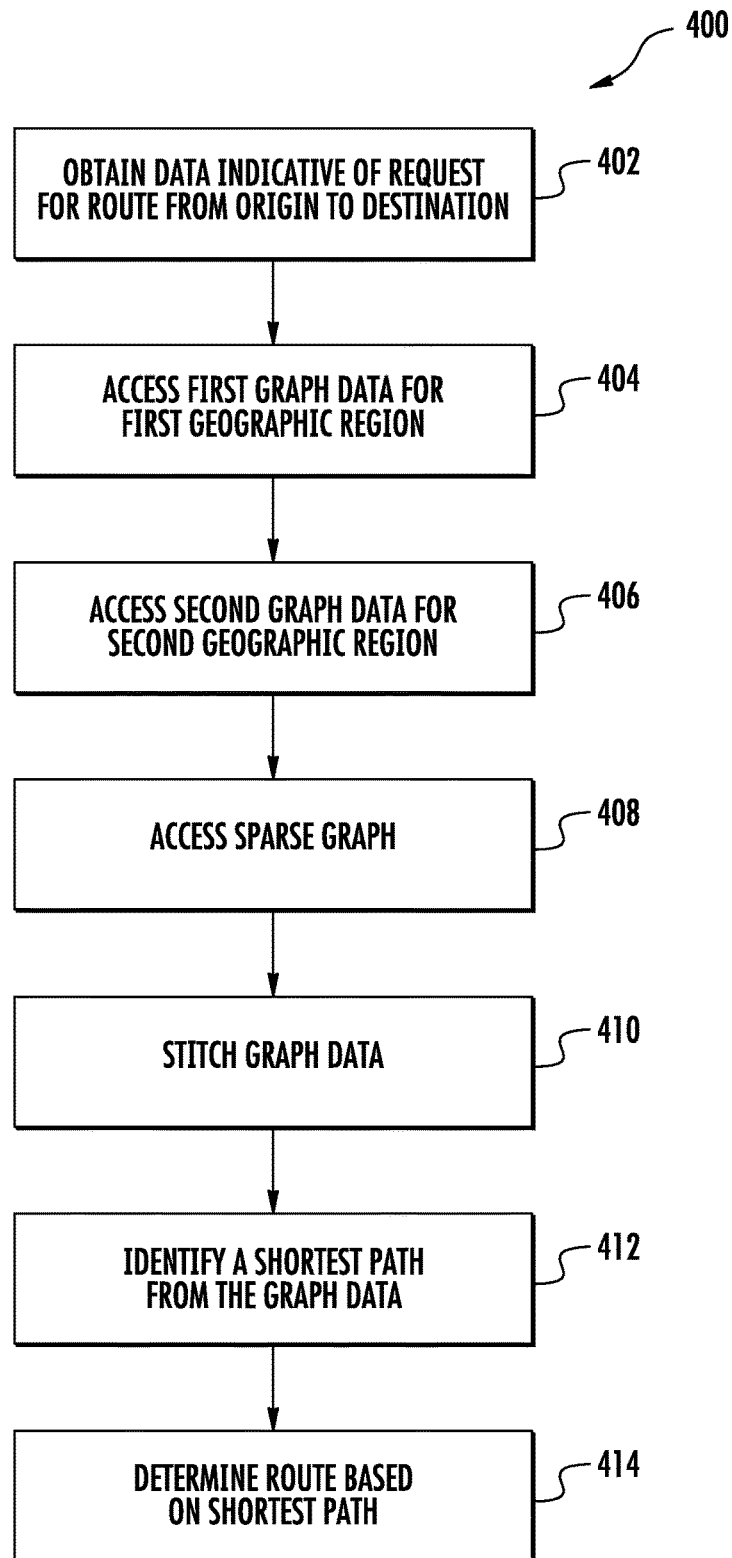 400
OBTAIN DATA INDICATIVE OF REQUEST
FOR ROUTE FROM ORIGIN TO DESTINATION
402
ACCESS FIRST GRAPH DATA FOR
FIRST GEOGRAPHIC REGION
404
ACCESS SECOND GRAPH DATA FOR
SECOND GEOGRAPHIC REGION
406
ACCESS SPARSE GRAPH
408
STITCH GRAPH DATA
410
IDENTIFY A SHORTEST PATH
FROM THE GRAPH DATA
412
DETERMINE ROUTE BASED
ON SHORTEST PATH
414